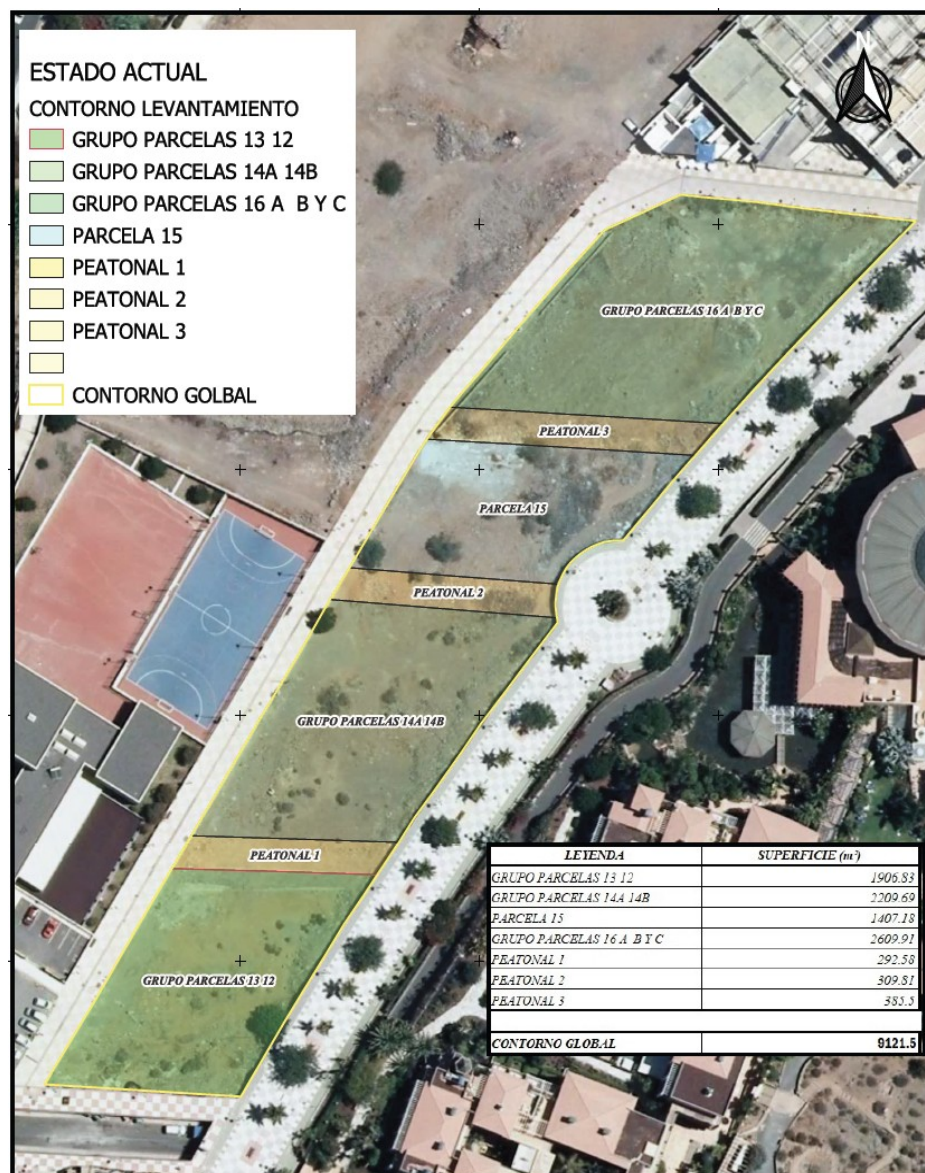 N
ESTADO ACTUAL
CONTORNO LEVANTAMIENTO
GRUPO PARCELAS 13 12
GRUPO PARCELAS 14A 14B
GRUPO PARCELAS 16 A B Y C
PARCELA 15
PEATONAL 1
PEATONAL 2
PEATONAL 3
CONTORNO GOLBAL
GRUPO PARCELAS 16 A B Y C
PEATONAL 3
PARCELA 15
PEATONAL 2
GRUPO PARCELAS 14A 14B
PEATONAL 1
GRUPO PARCELAS 13 12
LEYENDA SUPERFICIE (m²)
GRUPO PARCELAS 13 12 1906.83
GRUPO PARCELAS 14A 14B 2209.69
PARCELA 15 1407.18
GRUPO PARCELAS 16 A B Y C 2609.91
PEATONAL 1 292.58
PEATONAL 2 309.81
PEATONAL 3 385.5
CONTORNO GLOBAL 9121.5